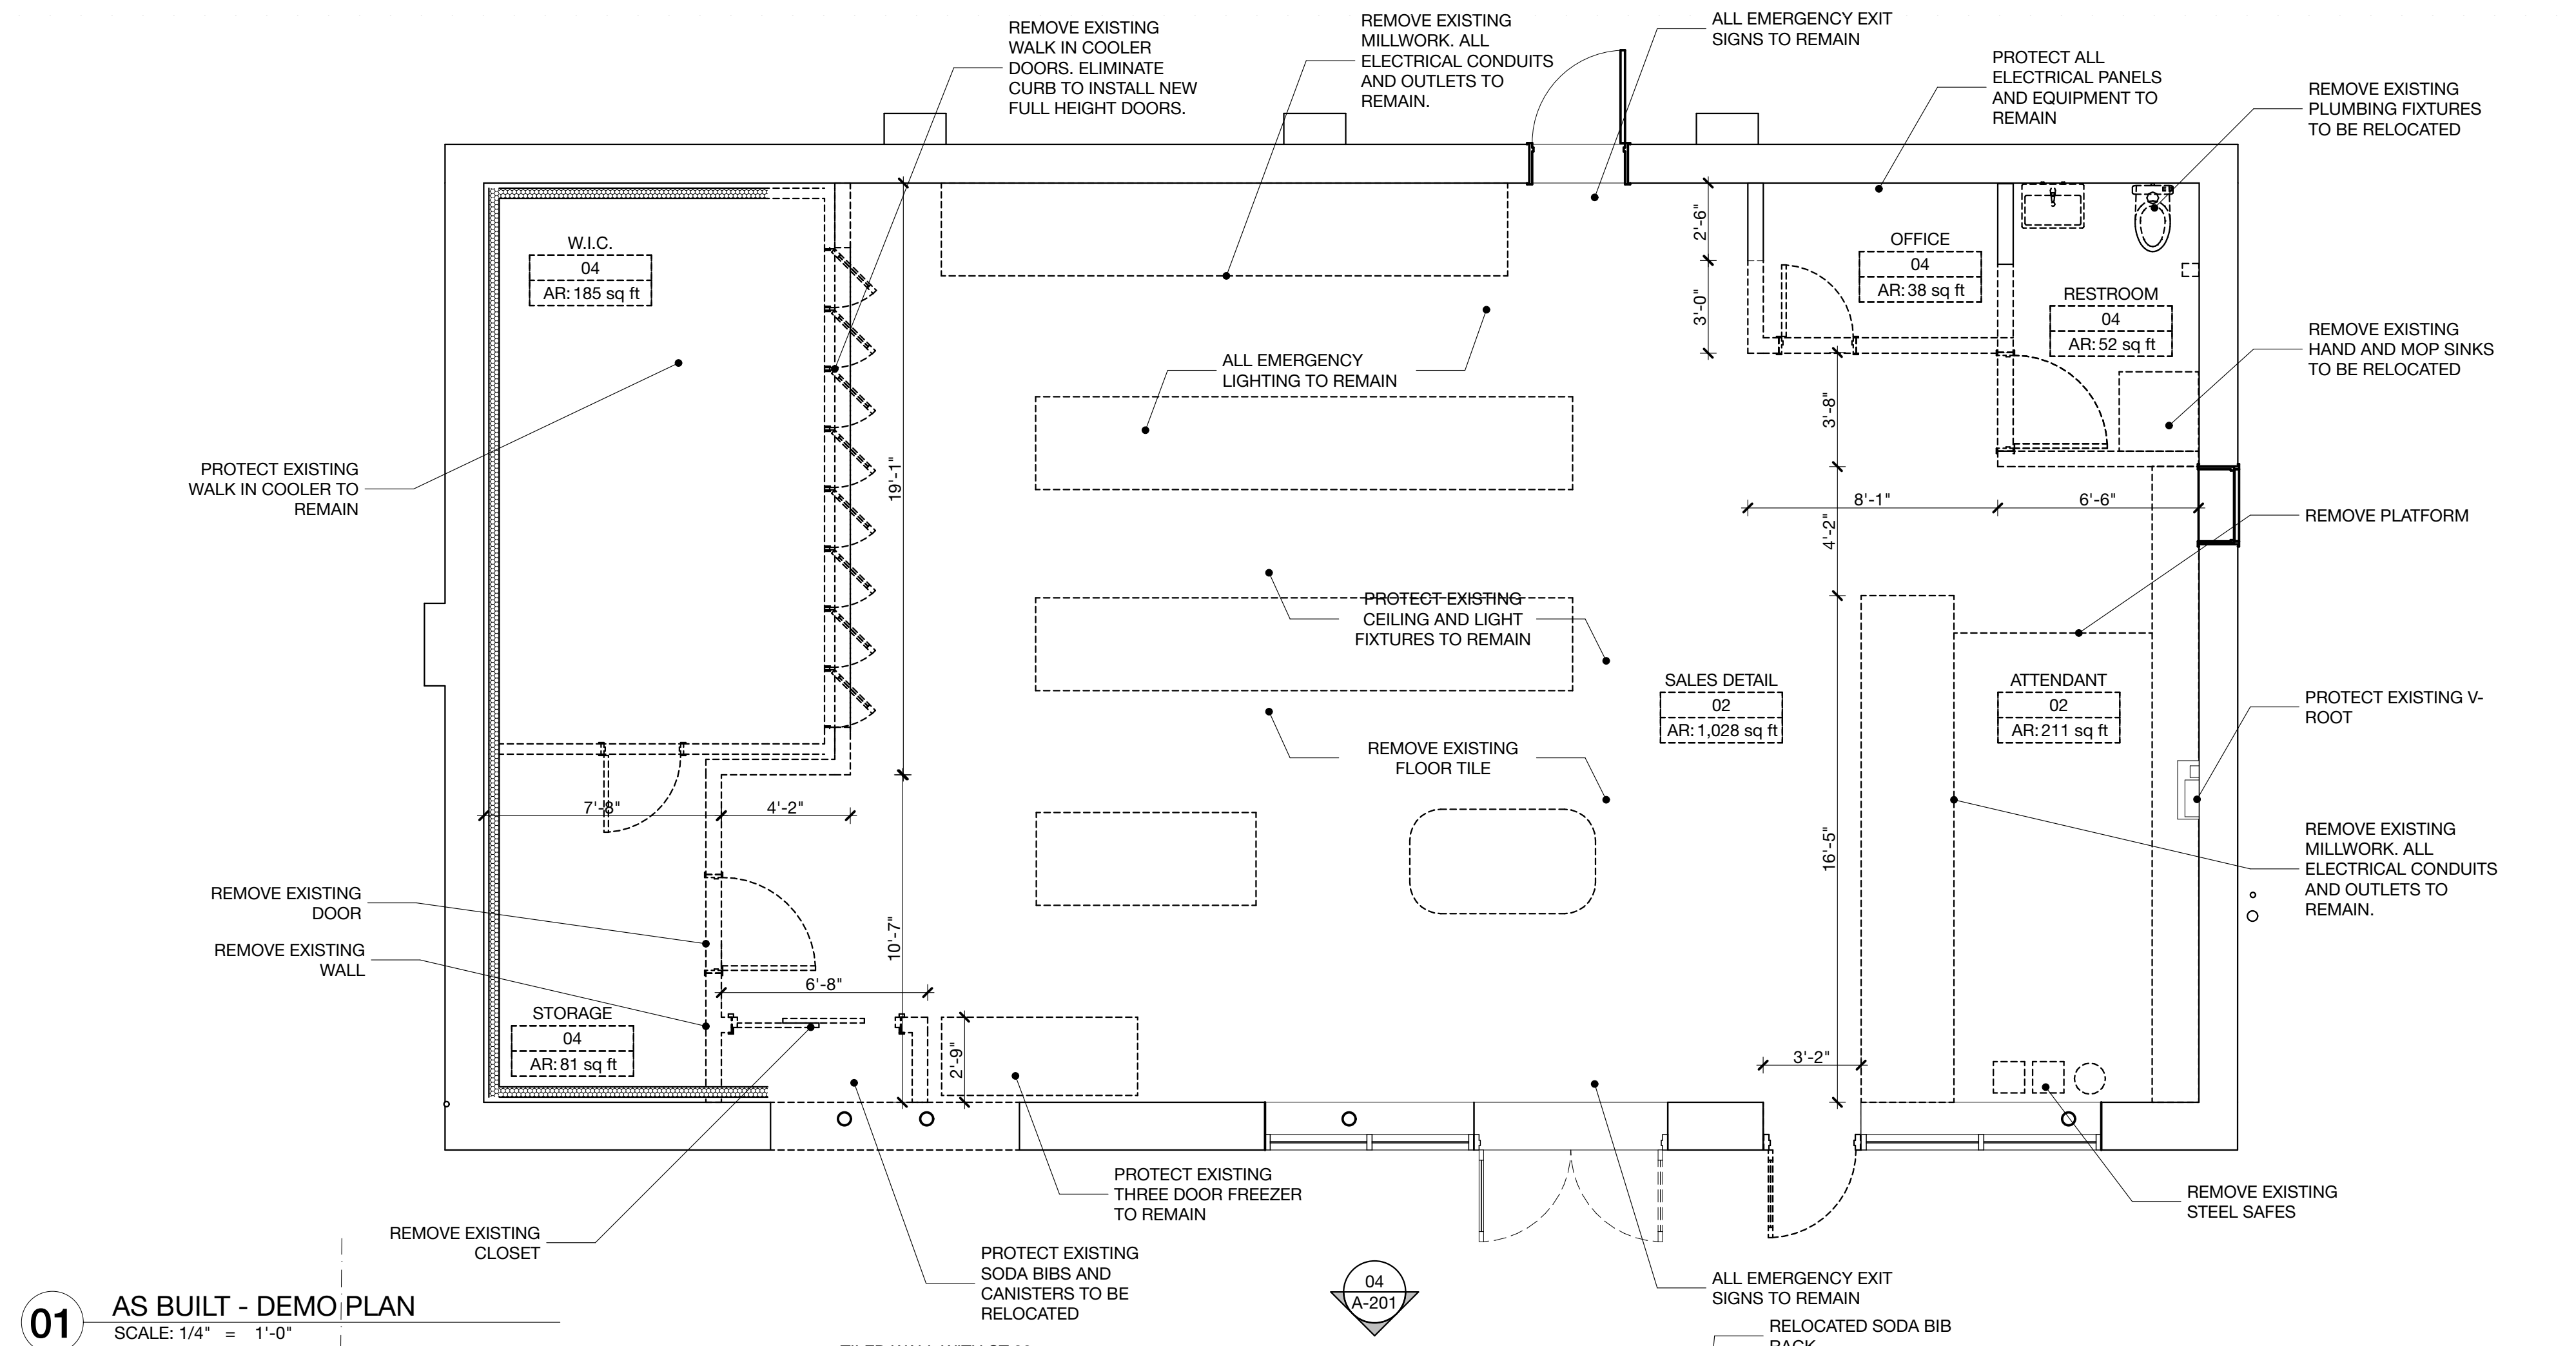 REMOVE EXISTING
WALK IN COOLER
DOORS. ELIMINATE
CURB TO INSTALL NEW
FULL HEIGHT DOORS.
REMOVE EXISTING
MILLWORK. ALL
ELECTRICAL CONDUITS
AND OUTLETS TO
REMAIN.
ALL EMERGENCY EXIT
SIGNS TO REMAIN
PROTECT ALL
ELECTRICAL PANELS
AND EQUIPMENT TO
REMAIN
REMOVE EXISTING
PLUMBING FIXTURES
TO BE RELOCATED
W.I.C.
04
AR: 185 sq ft
2'-6"
3'-0"
OFFICE
04
AR: 38 sq ft
RESTROOM
04
AR: 52 sq ft
REMOVE EXISTING
HAND AND MOP SINKS
TO BE RELOCATED
ALL EMERGENCY
LIGHTING TO REMAIN
3'-8"
PROTECT EXISTING
WALK IN COOLER TO
REMAIN
19'-1"
8'-1"
6'-6"
4'-2"
REMOVE PLATFORM
PROTECT EXISTING
CEILING AND LIGHT
FIXTURES TO REMAIN
SALES DETAIL
02
AR: 1,028 sq ft
ATTENDANT
02
AR: 211 sq ft
PROTECT EXISTING V-
ROOT
REMOVE EXISTING
FLOOR TILE
7'-8"
4'-2"
16'-5"
REMOVE EXISTING
MILLWORK. ALL
ELECTRICAL CONDUITS
AND OUTLETS TO
REMAIN.
REMOVE EXISTING
DOOR
10'-7"
REMOVE EXISTING
WALL
6'-8"
STORAGE
04
AR: 81 sq ft
2'-9"
3'-2"
PROTECT EXISTING
THREE DOOR FREEZER
TO REMAIN
REMOVE EXISTING
STEEL SAFES
REMOVE EXISTING
CLOSET
PROTECT EXISTING
SODA BIBS AND
CANISTERS TO BE
RELOCATED
04
A-201
ALL EMERGENCY EXIT
SIGNS TO REMAIN
01
AS BUILT - DEMO PLAN
SCALE: 1/4" = 1'-0"
RELOCATED SODA BIB